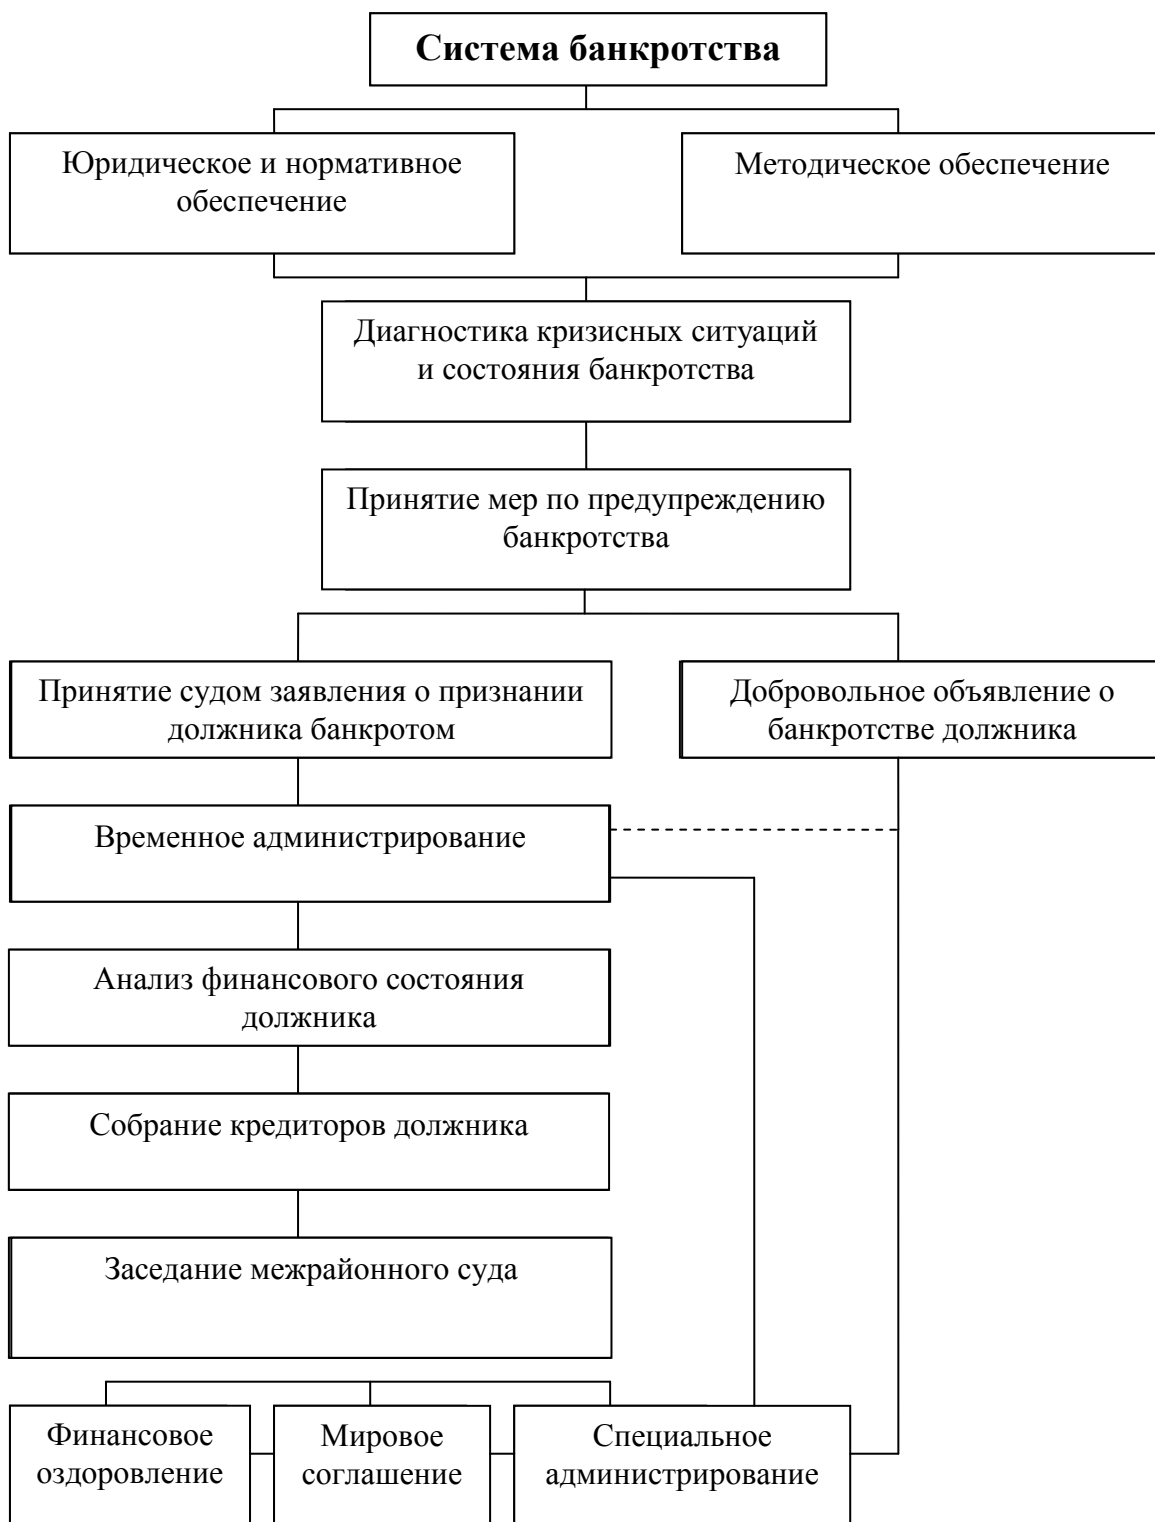 Система банкротства
Юридическое и нормативное
обеспечение
Методическое обеспечение
Диагностика кризисных ситуаций
и состояния банкротства
Принятие мер по предупреждению
банкротства
Принятие судом заявления о признании
должника банкротом
Добровольное объявление о
банкротстве должника
Временное администрирование
Анализ финансового состояния
должника
Собрание кредиторов должника
Заседание межрайонного суда
Финансовое
оздоровление
Мировое
соглашение
Специальное
администрирование